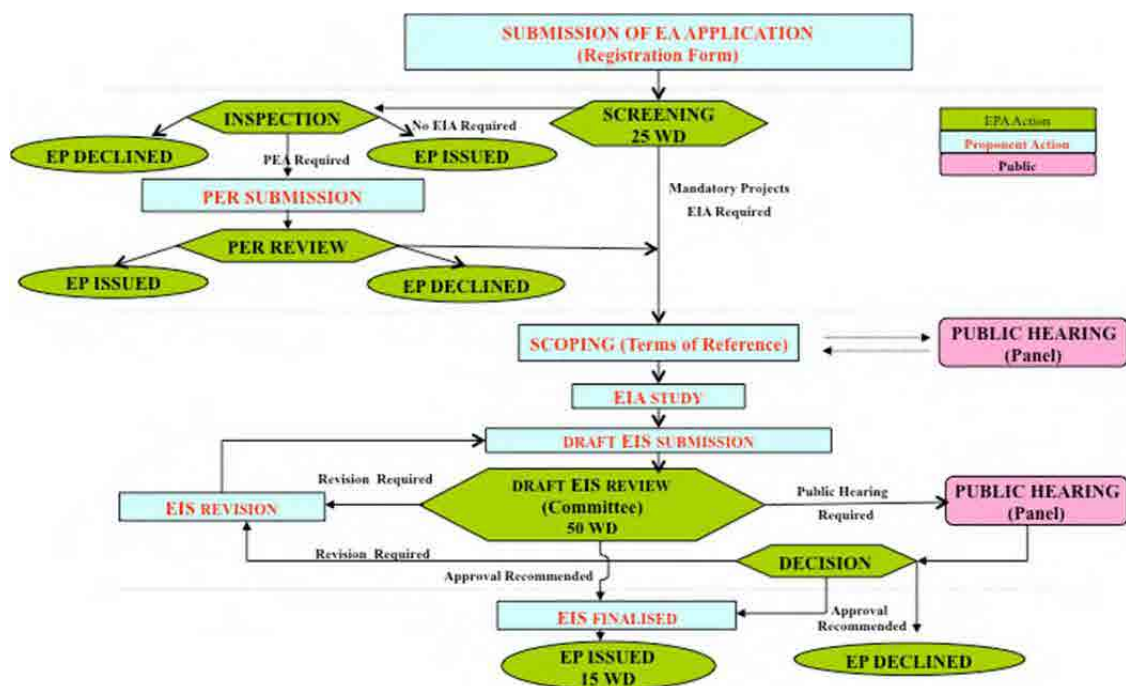 SUBMISSION OF EA APPLICATION
(Registration Form)
INSPECTION
No EIA Required
SCREENING
25 WD
EPA Action
Proponent Action
Public
EP DECLINED
PEA Required
EP ISSUED
PER SUBMISSION
Mandatory Projects
EIA Required
PER REVIEW
EP ISSUED
EP DECLINED
SCOPING (Terms of Reference)
PUBLIC HEARING
(Panel)
EIA STUDY
DRAFT EIS SUBMISSION
Revision Required
DRAFT EIS REVIEW
(Committee)
50 WD
Public Hearing
Required
PUBLIC HEARING
(Panel)
EIS REVISION
Revision Required
DECISION
Approval Recommended
EIS FINALISED
Approval
Recommended
EP ISSUED
15 WD
EP DECLINED